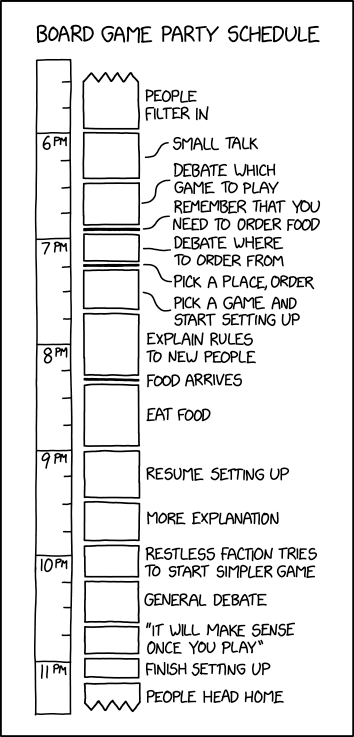 BOARD GAME PARTY SCHEDULE
PEOPLE
FILTER IN
6 PM
SMALL TALK
DEBATE WHICH
GAME TO PLAY
REMEMBER THAT YOU
NEED TO ORDER FOOD
7 PM
DEBATE WHERE
TO ORDER FROM
PICK A PLACE, ORDER
PICK A GAME AND
START SETTING UP
EXPLAIN RULES
TO NEW PEOPLE
8 PM
FOOD ARRIVES
EAT FOOD
9 PM
RESUME SETTING UP
MORE EXPLANATION
RESTLESS FACTION TRIES
TO START SIMPLER GAME
10 PM
GENERAL DEBATE
"IT WILL MAKE SENSE
ONCE YOU PLAY"
FINISH SETTING UP
11 PM
PEOPLE HEAD HOME